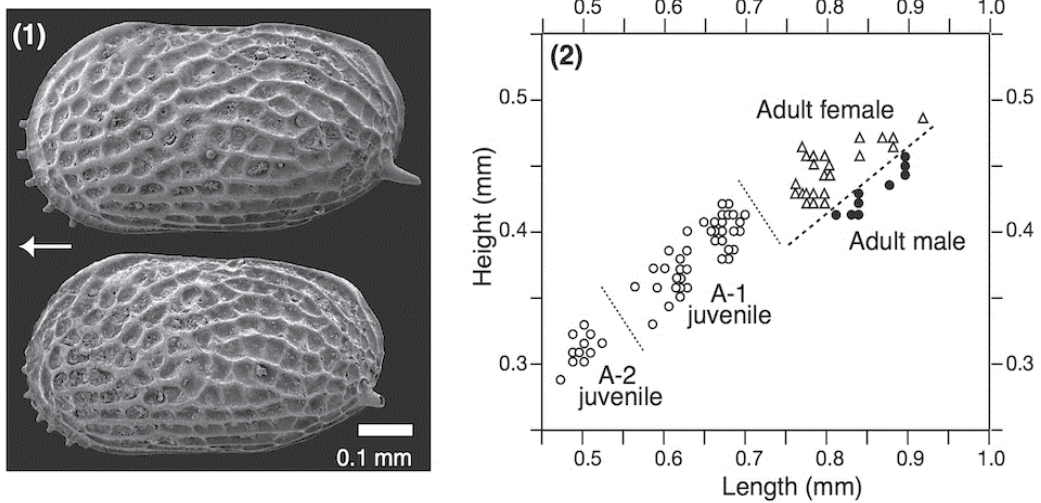 (1)
0.1 mm
0.5 0.6 0.7 0.8 0.9 1.0
(2)
Adult female
Adult male
A-1
juvenile
A-2
juvenile
Height (mm)
0.5
0.4
0.3
0.5
0.4
0.3
0.5 0.6 0.7 0.8 0.9 1.0
Length (mm)